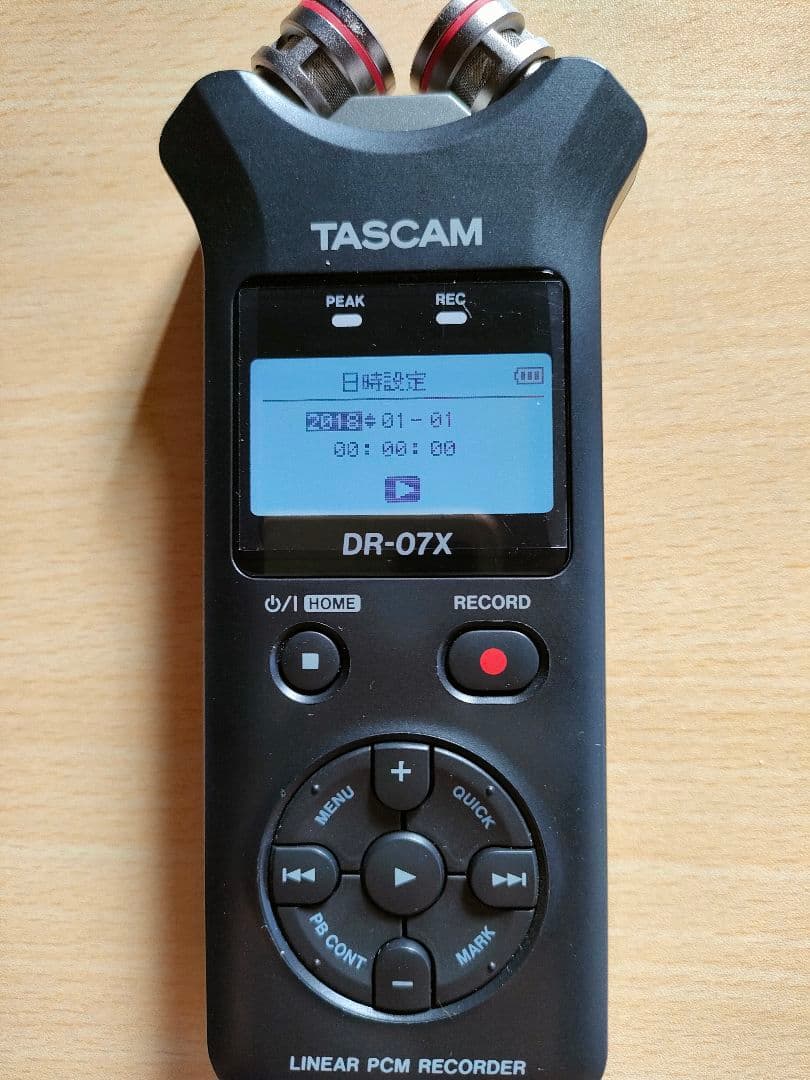 TASCAM
PEAK REC
日時設定
2018 01-01
00:00:00
DR-07X
⏻/I HOME RECORD
+
MENU QUICK
PB CONT MARK
−
LINEAR PCM RECORDER